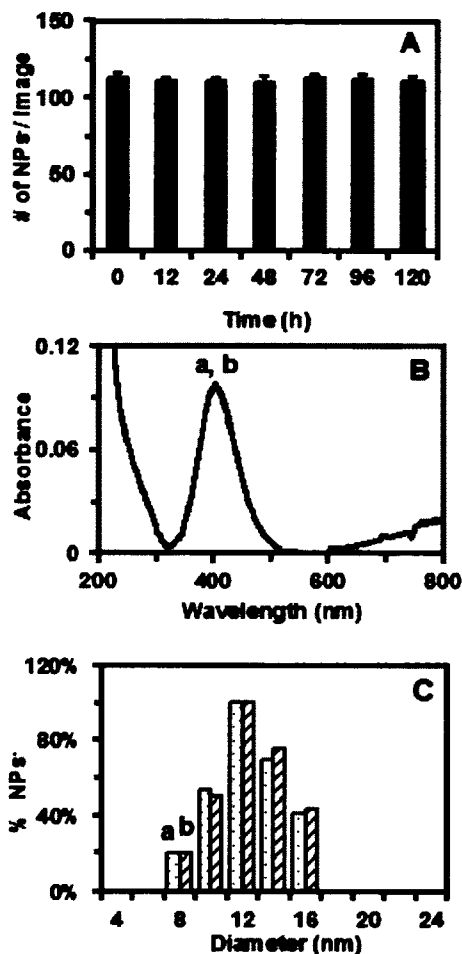 150
A
100
50
0
# of NPs / Image
0 12 24 48 72 96 120
Time (h)
0.12
a, b
B
0.06
0
Absorbance
200 400 600 800
Wavelength (nm)
120%
C
80%
40%
0%
% NPs
a b
4 8 12 16 20 24
Diameter (nm)